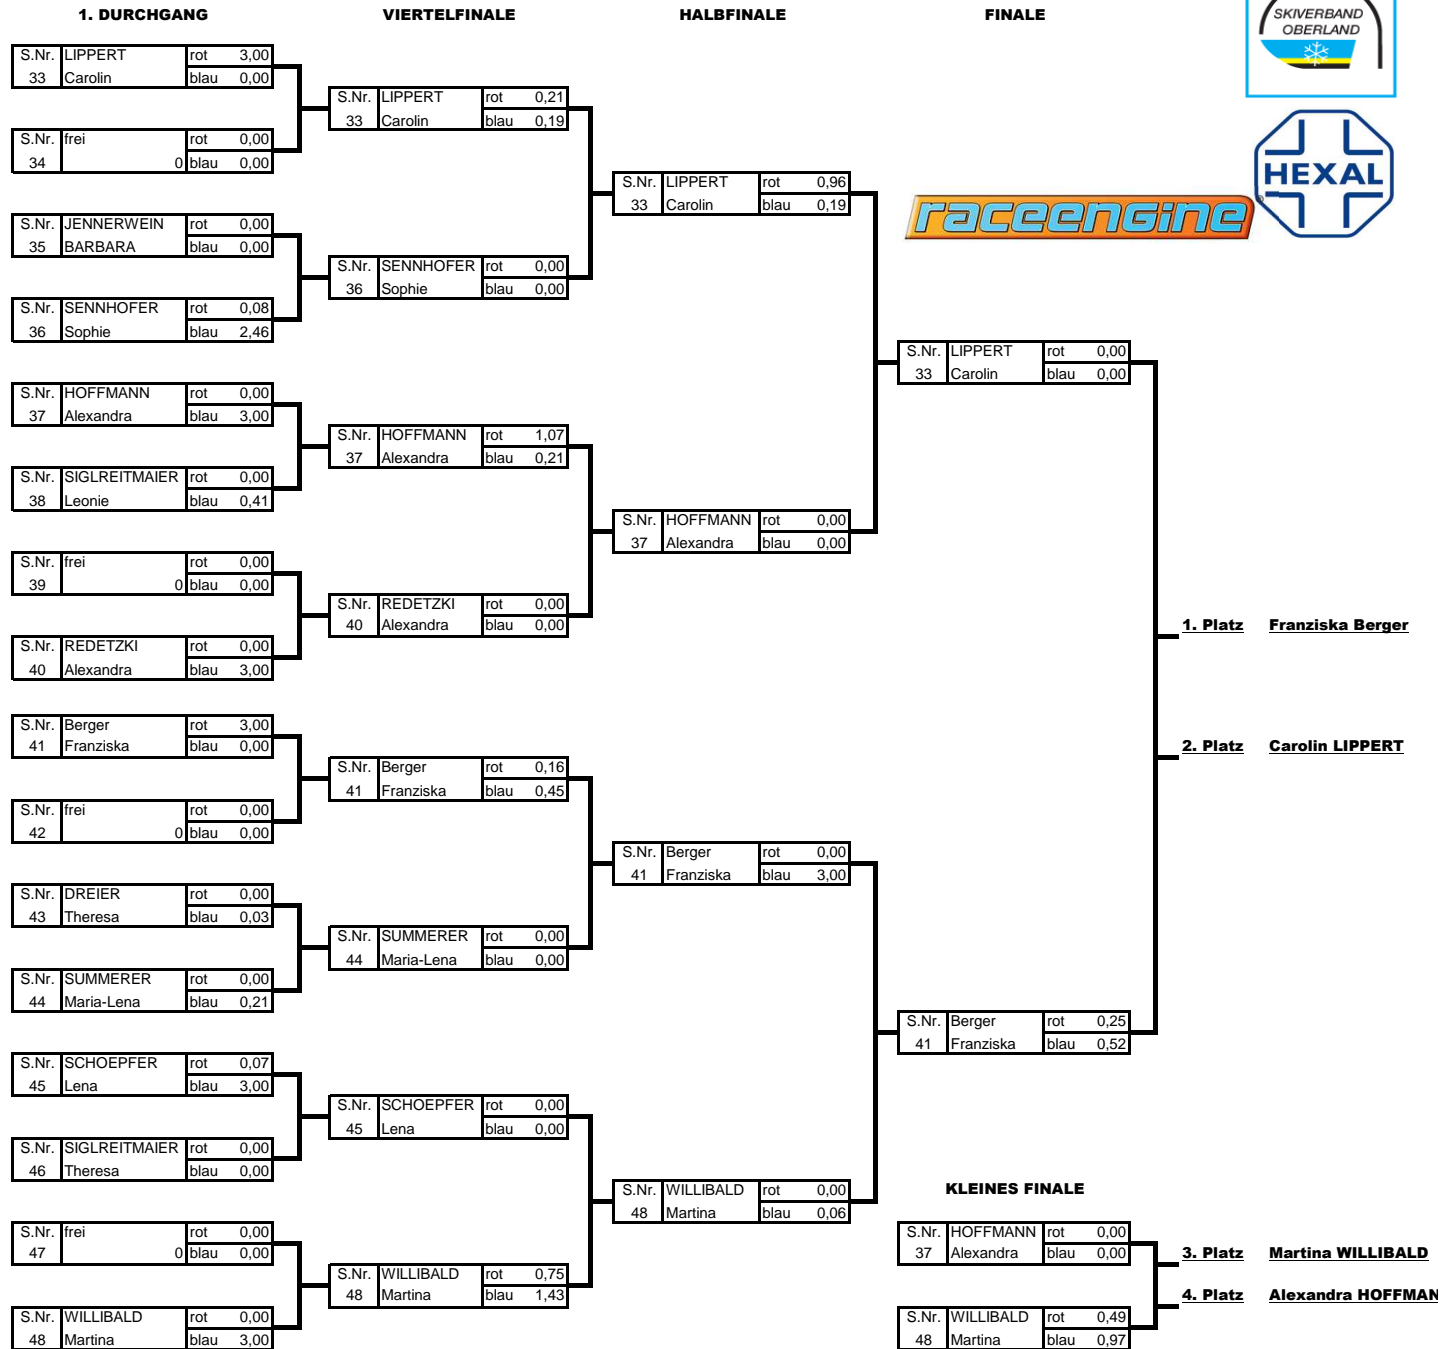 1. DURCHGANG
VIERTELFINALE
HALBFINALE
FINALE
SKIVERBAND
OBERLAND
HEXAL
raceengine
S.Nr. LIPPERT rot 3,00
33 Carolin blau 0,00
S.Nr. frei rot 0,00
34 0 blau 0,00
S.Nr. JENNERWEIN rot 0,00
35 BARBARA blau 0,00
S.Nr. SENNHOFER rot 0,08
36 Sophie blau 2,46
S.Nr. HOFFMANN rot 0,00
37 Alexandra blau 3,00
S.Nr. SIGLREITMAIER rot 0,00
38 Leonie blau 0,41
S.Nr. frei rot 0,00
39 0 blau 0,00
S.Nr. REDETZKI rot 0,00
40 Alexandra blau 3,00
S.Nr. Berger rot 3,00
41 Franziska blau 0,00
S.Nr. frei rot 0,00
42 0 blau 0,00
S.Nr. DREIER rot 0,00
43 Theresa blau 0,03
S.Nr. SUMMERER rot 0,00
44 Maria-Lena blau 0,21
S.Nr. SCHOEPFER rot 0,07
45 Lena blau 3,00
S.Nr. SIGLREITMAIER rot 0,00
46 Theresa blau 0,00
S.Nr. frei rot 0,00
47 0 blau 0,00
S.Nr. WILLIBALD rot 0,00
48 Martina blau 3,00
S.Nr. LIPPERT rot 0,21
33 Carolin blau 0,19
S.Nr. SENNHOFER rot 0,00
36 Sophie blau 0,00
S.Nr. HOFFMANN rot 1,07
37 Alexandra blau 0,21
S.Nr. REDETZKI rot 0,00
40 Alexandra blau 0,00
S.Nr. Berger rot 0,16
41 Franziska blau 0,45
S.Nr. SUMMERER rot 0,00
44 Maria-Lena blau 0,00
S.Nr. SCHOEPFER rot 0,00
45 Lena blau 0,00
S.Nr. WILLIBALD rot 0,75
48 Martina blau 1,43
S.Nr. LIPPERT rot 0,96
33 Carolin blau 0,19
S.Nr. HOFFMANN rot 0,00
37 Alexandra blau 0,00
S.Nr. Berger rot 0,00
41 Franziska blau 3,00
S.Nr. WILLIBALD rot 0,00
48 Martina blau 0,06
S.Nr. LIPPERT rot 0,00
33 Carolin blau 0,00
S.Nr. Berger rot 0,25
41 Franziska blau 0,52
1. Platz Franziska Berger
2. Platz Carolin LIPPERT
KLEINES FINALE
S.Nr. HOFFMANN rot 0,00
37 Alexandra blau 0,00
S.Nr. WILLIBALD rot 0,49
48 Martina blau 0,97
3. Platz Martina WILLIBALD
4. Platz Alexandra HOFFMAN